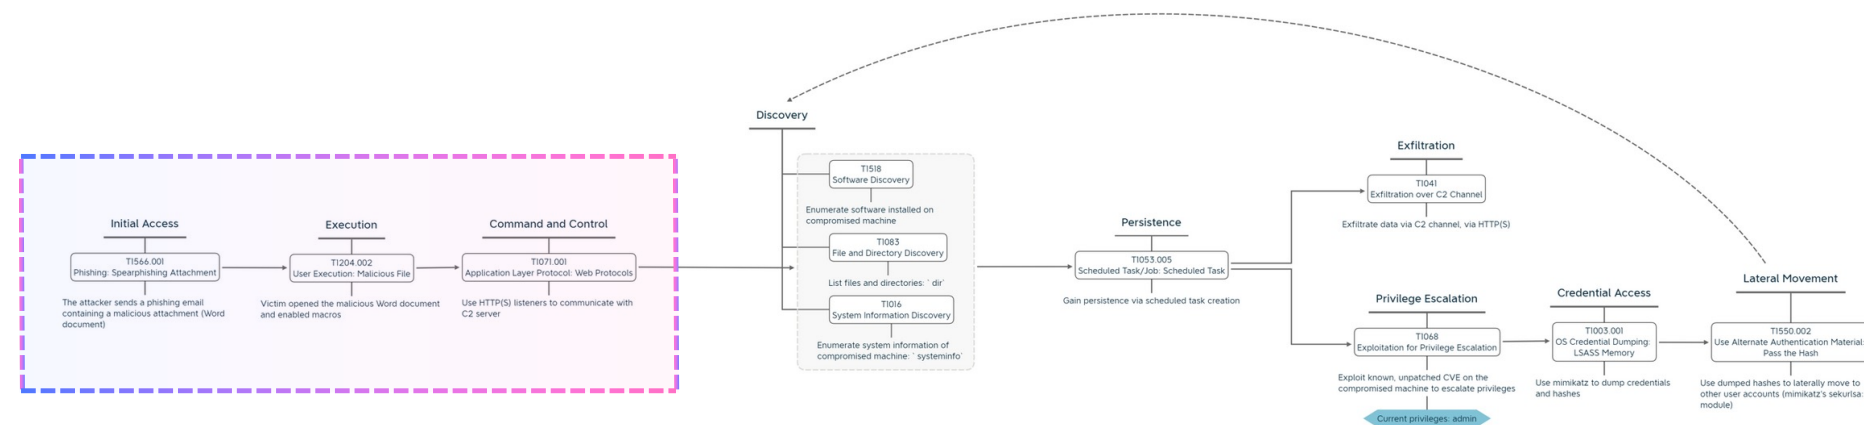 Initial Access
T1566.001
Phishing: Spearphishing Attachment
The attacker sends a phishing email
containing a malicious attachment (Word
document)
Execution
T1204.002
User Execution: Malicious File
Victim opened the malicious Word document
and enabled macros
Command and Control
T1071.001
Application Layer Protocol: Web Protocols
Use HTTP(S) listeners to communicate with
C2 server
Discovery
T1518
Software Discovery
Enumerate software installed on
compromised machine
T1083
File and Directory Discovery
List files and directories: ` dir`
T1016
System Information Discovery
Enumerate system information of
compromised machine: ` systeminfo`
Persistence
T1053.005
Scheduled Task/Job: Scheduled Task
Gain persistence via scheduled task creation
Exfiltration
T1041
Exfiltration over C2 Channel
Exfiltrate data via C2 channel, via HTTP(S)
Privilege Escalation
T1068
Exploitation for Privilege Escalation
Exploit known, unpatched CVE on the
compromised machine to escalate privileges
Current privileges: admin
Credential Access
T1003.001
OS Credential Dumping:
LSASS Memory
Use mimikatz to dump credentials
and hashes
Lateral Movement
T1550.002
Use Alternate Authentication Material:
Pass the Hash
Use dumped hashes to laterally move to
other user accounts (mimikatz's sekurlsa:
module)